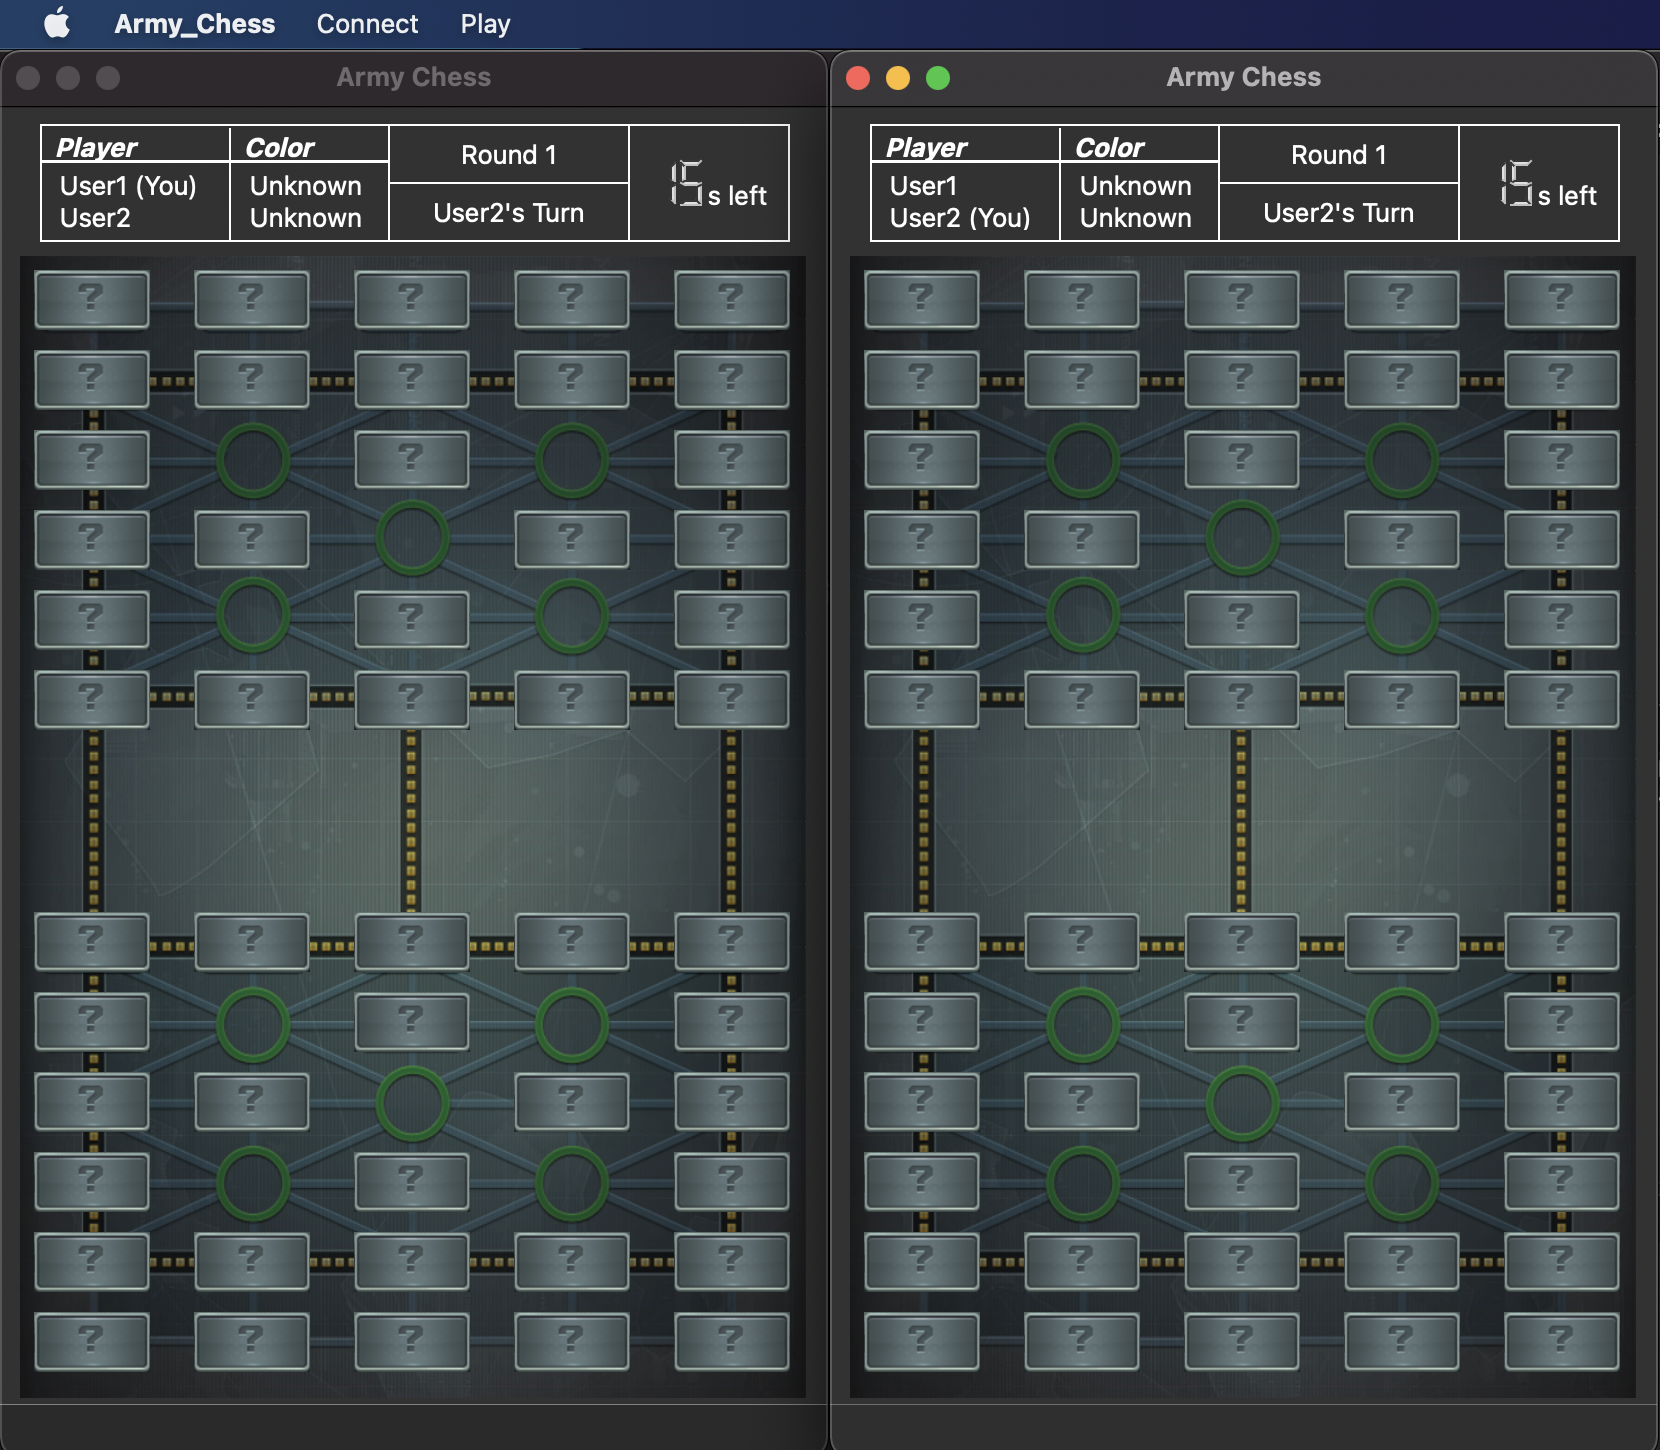 Army_Chess Connect Play
Army Chess
Player Color
User1 (You) Unknown
User2 Unknown
Round 1
User2's Turn
15 s left
? ? ? ? ?
? ? ? ? ?
? ? ?
? ? ? ?
? ? ?
? ? ? ? ?
? ? ? ? ?
? ? ?
? ? ? ?
? ? ?
? ? ? ? ?
? ? ? ? ?
Army Chess
Player Color
User1 Unknown
User2 (You) Unknown
Round 1
User2's Turn
15 s left
? ? ? ? ?
? ? ? ? ?
? ? ?
? ? ? ?
? ? ?
? ? ? ? ?
? ? ? ? ?
? ? ?
? ? ? ?
? ? ?
? ? ? ? ?
? ? ? ? ?